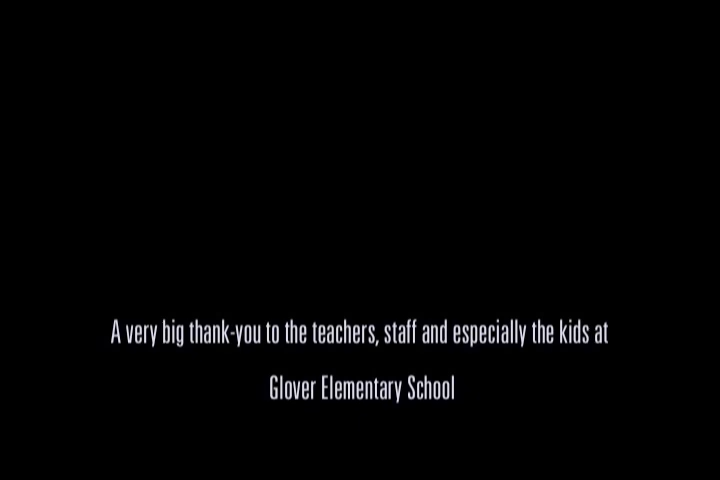 A very big thank-you to the teachers, staff and especially the kids at
Glover Elementary School